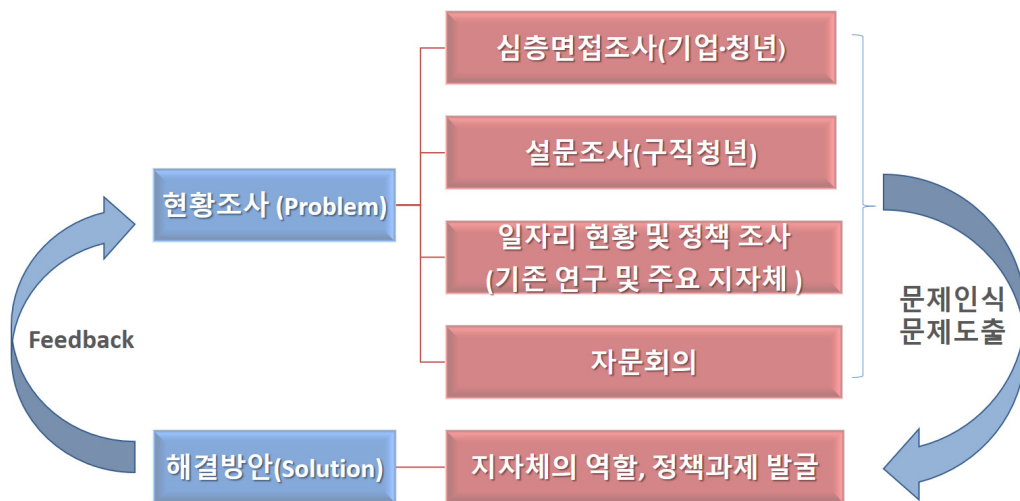 심층면접조사(기업·청년)
설문조사(구직청년)
현황조사 (Problem)
일자리 현황 및 정책 조사
(기존 연구 및 주요 지자체 )
자문회의
문제인식
문제도출
Feedback
해결방안(Solution)
지자체의 역할, 정책과제 발굴